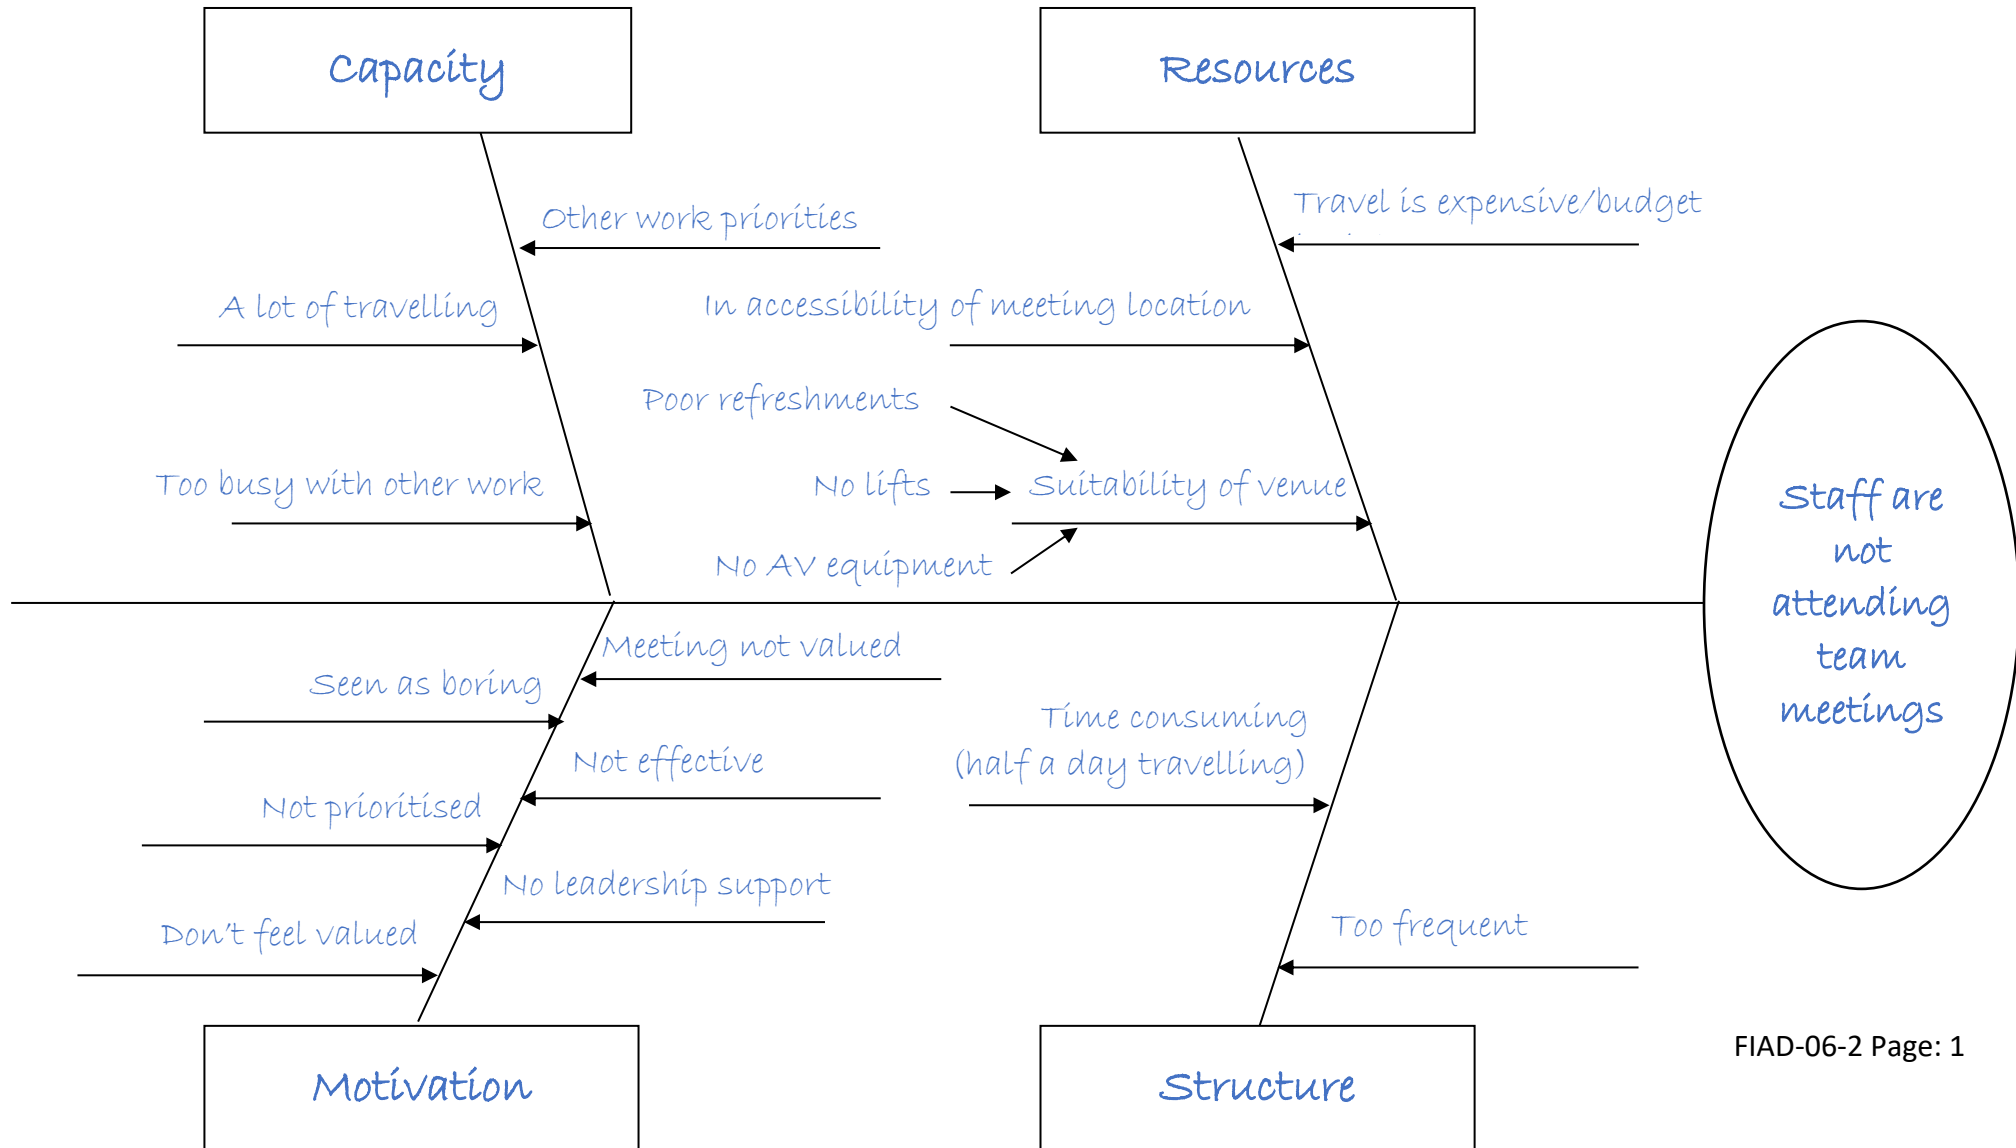 Capacity
Resources
Other work priorities
Travel is expensive/budget
A lot of travelling
In accessibility of meeting location
Poor refreshments
Too busy with other work
No lifts
Suitability of venue
No AV equipment
Staff are
not
attending
team
meetings
Meeting not valued
Seen as boring
Time consuming
(half a day travelling)
Not effective
Not prioritised
No leadership support
Don't feel valued
Too frequent
Motivation
Structure
FIAD-06-2 Page: 1